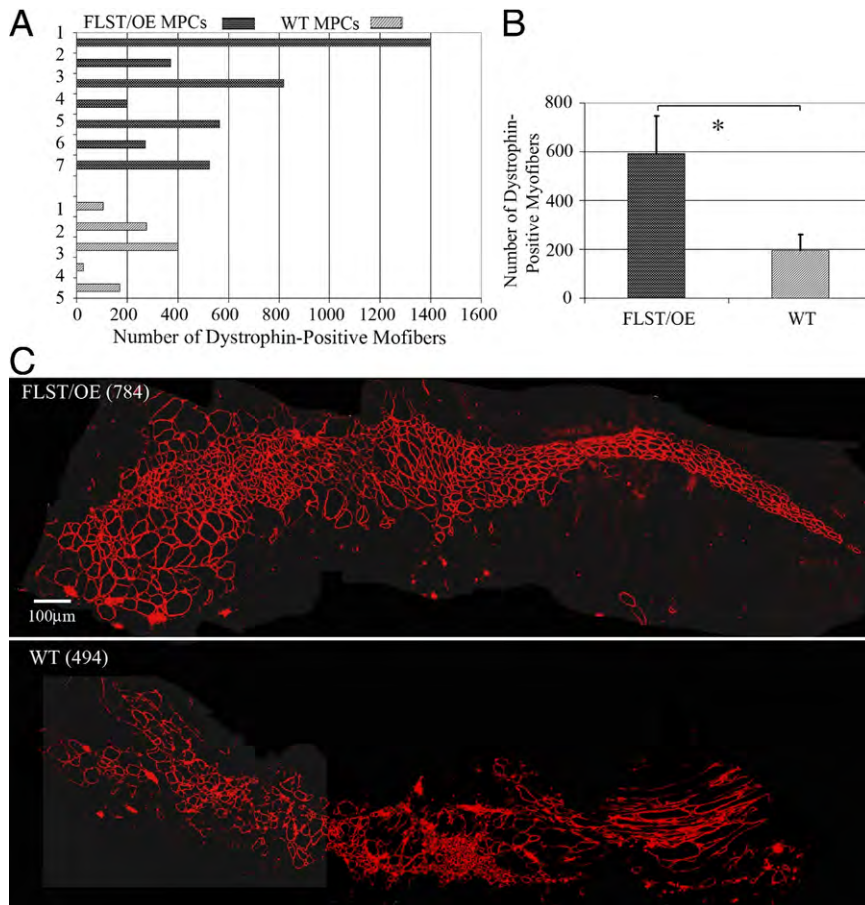 A
FLST/OE MPCs
WT MPCs
1
2
3
4
5
6
7
1
2
3
4
5
0 200 400 600 800 1000 1200 1400 1600
Number of Dystrophin-Positive Mofibers
B
Number of Dystrophin-
Positive Myofibers
800
600
400
200
0
*
FLST/OE WT
C
FLST/OE (784)
100μm
WT (494)